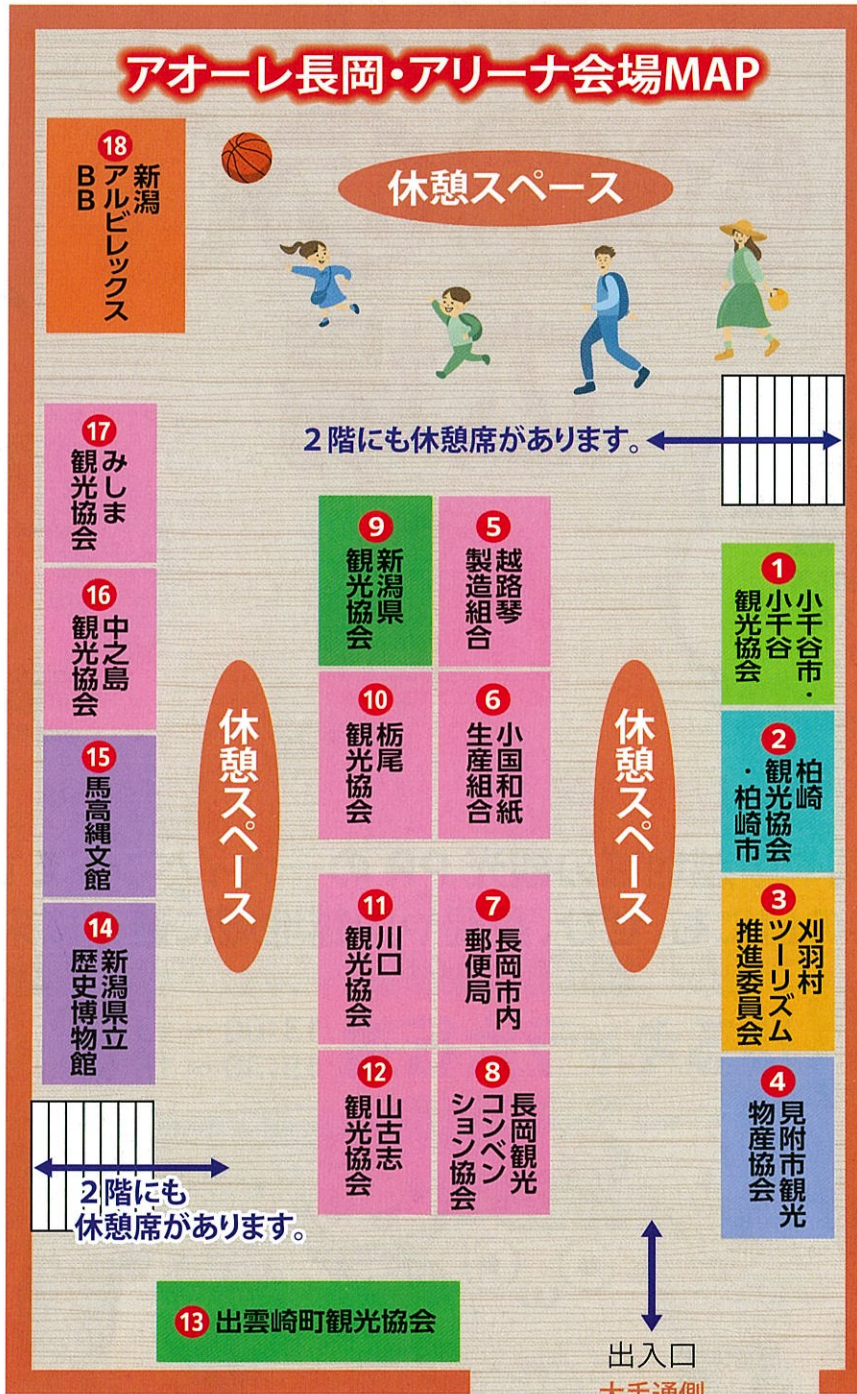 アオーレ長岡・アリーナ会場MAP
18
新潟
アルビレックス
BB
休憩スペース
2階にも休憩席があります。
17
みしま
観光協会
16
中之島
観光協会
15
馬高縄文館
14
新潟県立
歴史博物館
休憩スペース
9
新潟県
観光協会
5
越路琴
製造組合
10
栃尾
観光協会
6
小国和紙
生産組合
11
川口
観光協会
7
長岡市内
郵便局
12
山古志
観光協会
8
長岡観光
コンベン
ション協会
休憩スペース
1
小千谷市・
小千谷
観光協会
2
柏崎
観光協会
・柏崎市
3
刈羽村
ツーリズム
推進委員会
4
見附市観光
物産協会
2階にも
休憩席があります。
13 出雲崎町観光協会
出入口
大手通側